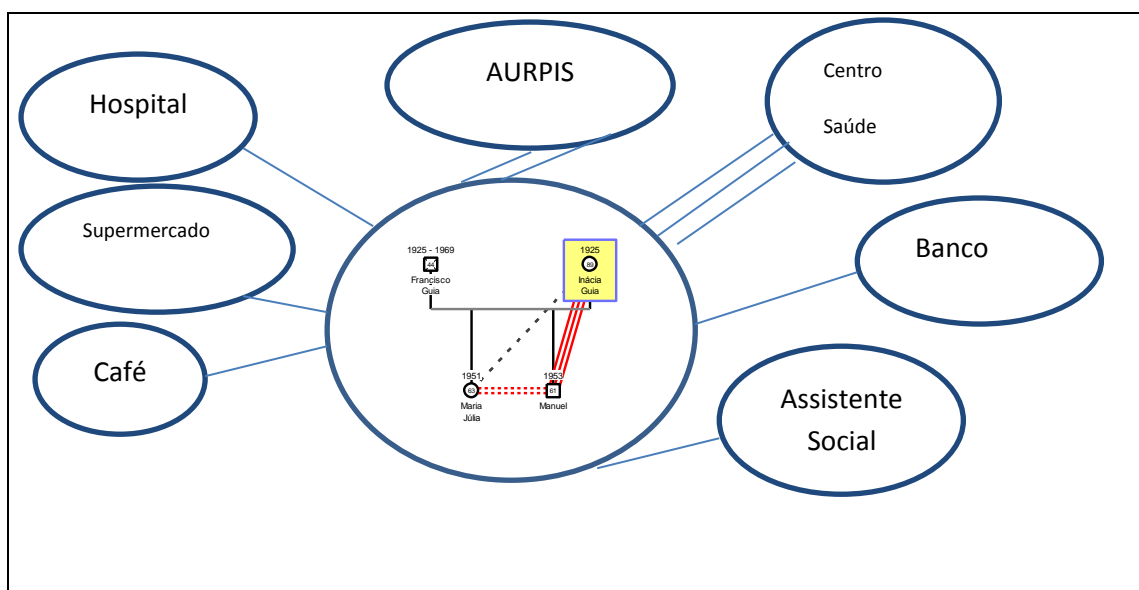 AURPIS
Hospital
Centro
Saúde
Supermercado
Banco
Café
Assistente
Social
1925 - 1969
44
Francisco
Guia
1925
89
Inácia
Guia
1951
63
Maria
Júlia
1953
61
Manuel